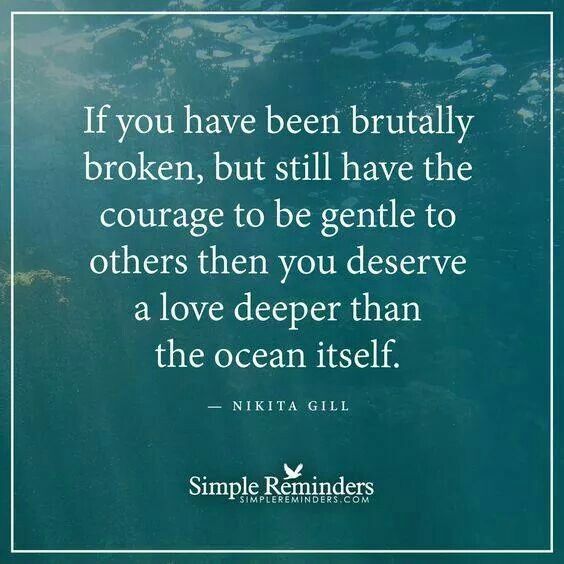 If you have been brutally
broken, but still have the
courage to be gentle to
others then you deserve
a love deeper than
the ocean itself.
— NIKITA GILL
Simple Reminders
SIMPLEREMINDERS.COM